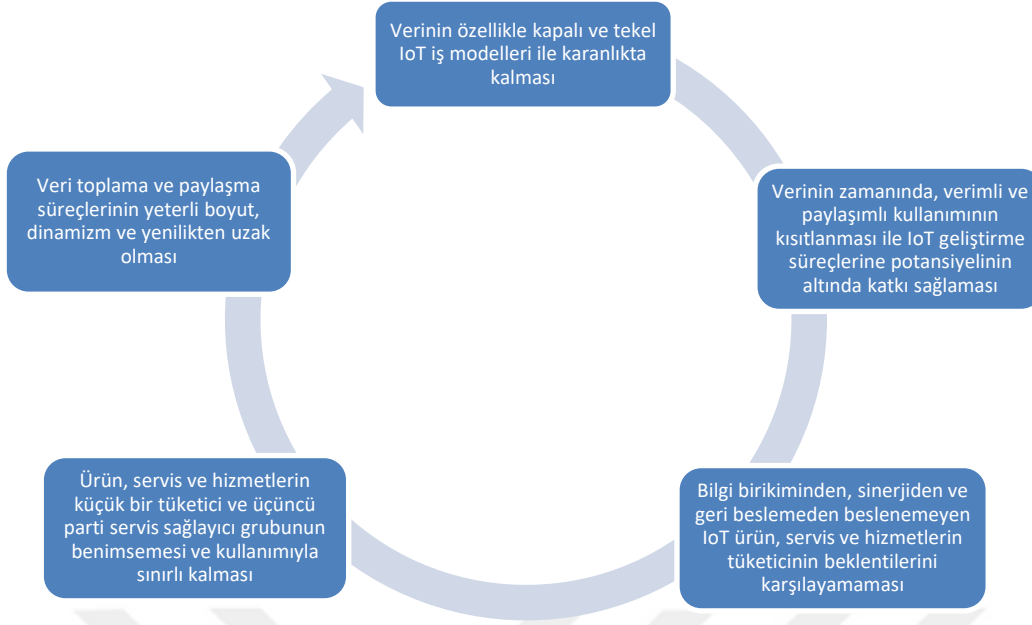 Verinin özellikle kapalı ve tekel
IoT iş modelleri ile karanlıkta
kalması
Verinin zamanında, verimli ve
paylaşımlı kullanımının
kısıtlanması ile IoT geliştirme
süreçlerine potansiyelinin
altında katkı sağlaması
Bilgi birikiminden, sinerjiden ve
geri beslemeden beslenemeyen
IoT ürün, servis ve hizmetlerin
tüketicinin beklentilerini
karşılayamaması
Ürün, servis ve hizmetlerin
küçük bir tüketici ve üçüncü
parti servis sağlayıcı grubunun
benimsemesi ve kullanımıyla
sınırlı kalması
Veri toplama ve paylaşma
süreçlerinin yeterli boyut,
dinamizm ve yenilikten uzak
olması